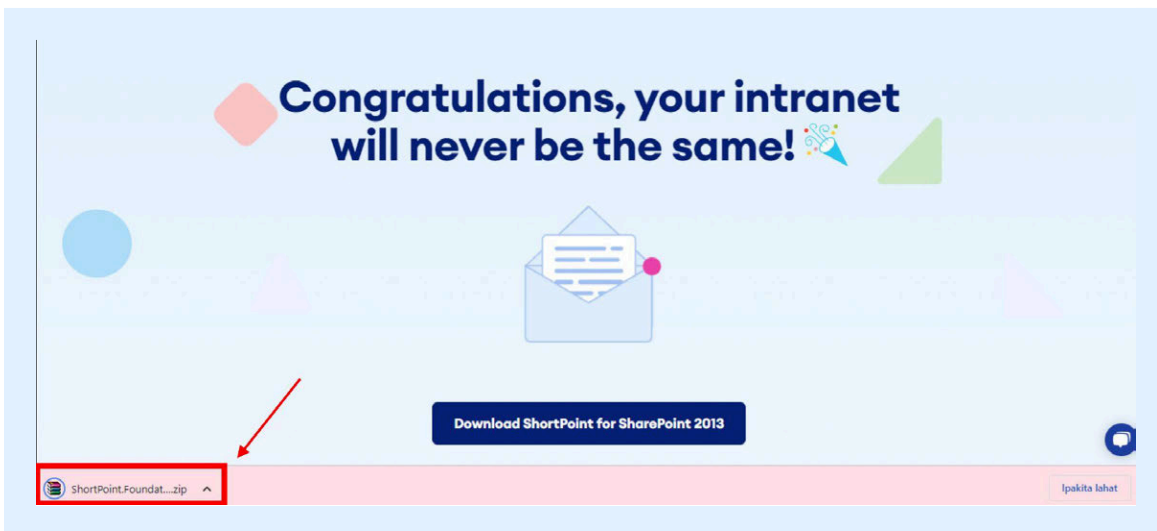 Congratulations, your intranet
will never be the same!
Download ShortPoint for SharePoint 2013
ShortPoint.Foundat....zip
Ipakita lahat